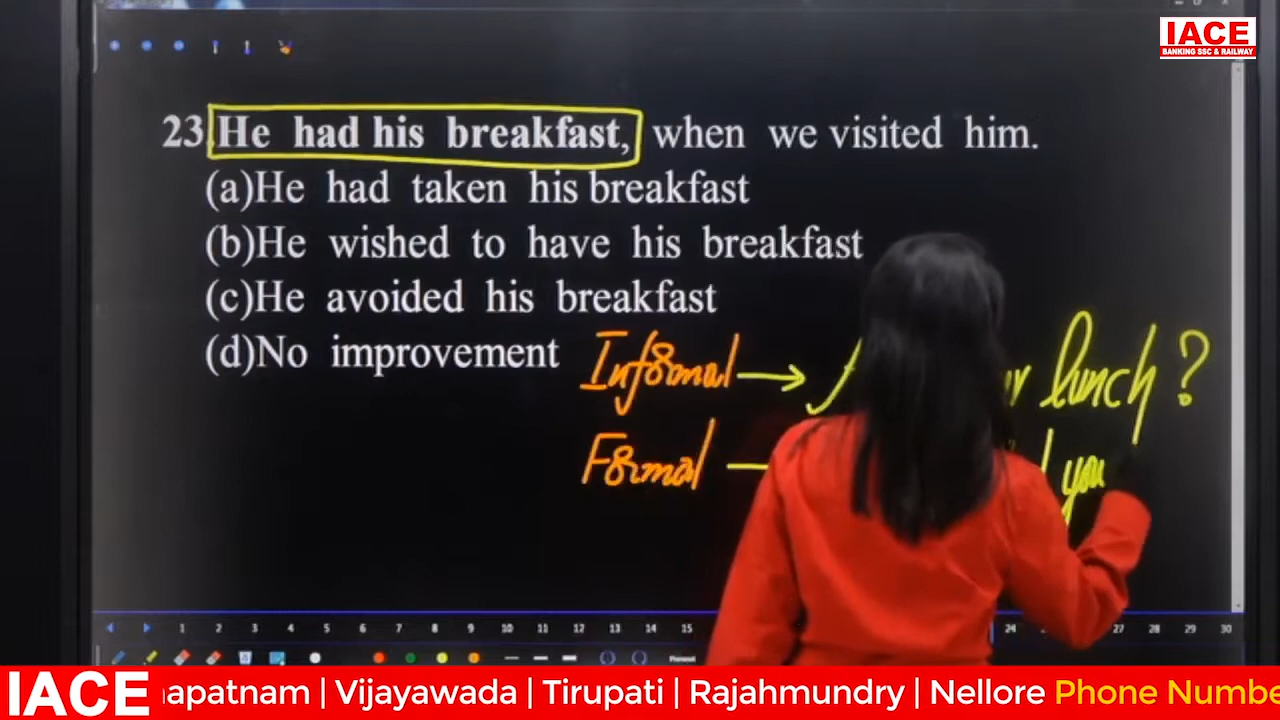 IACE
BANKING SSC & RAILWAY
23.He had his breakfast, when we visited him.
(a)He had taken his breakfast
(b)He wished to have his breakfast
(c)He avoided his breakfast
(d)No improvement
Informal → lunch ?
Formal — you
1 2 3 4 5 6 7 8 9 10 11 12 13 14 15 24 27 28 29 30
IACE apatnam | Vijayawada | Tirupati | Rajahmundry | Nellore Phone Numbe